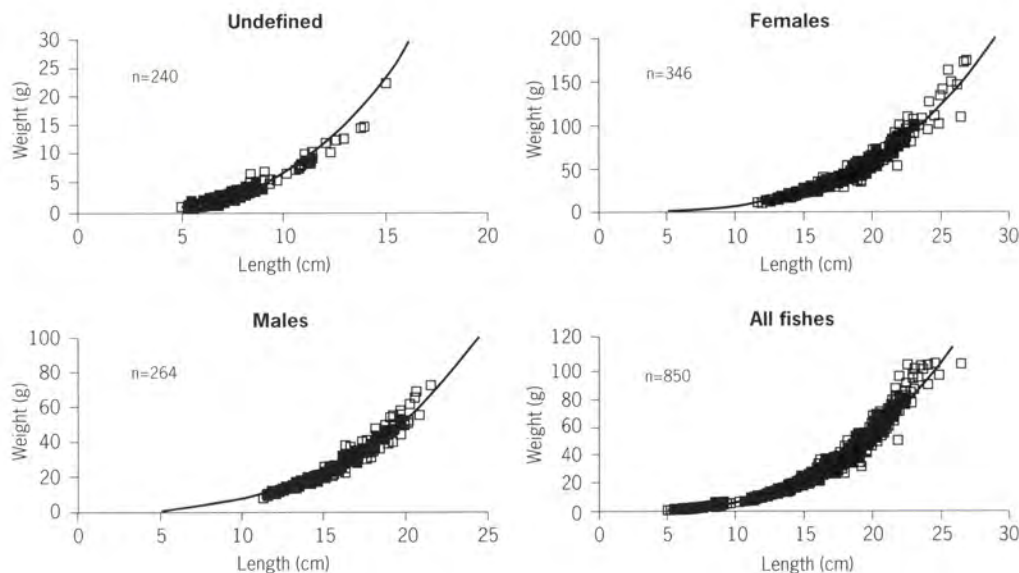 Undefined
30
25
20
15
10
5
0
Weight (g)
n=240
0 5 10 15 20
Length (cm)
Females
200
150
100
50
0
Weight (g)
n=346
0 5 10 15 20 25 30
Length (cm)
Males
100
80
60
40
20
0
Weight (g)
n=264
0 5 10 15 20 25
Length (cm)
All fishes
120
100
80
60
40
20
0
Weight (g)
n=850
0 5 10 15 20 25 30
Length (cm)